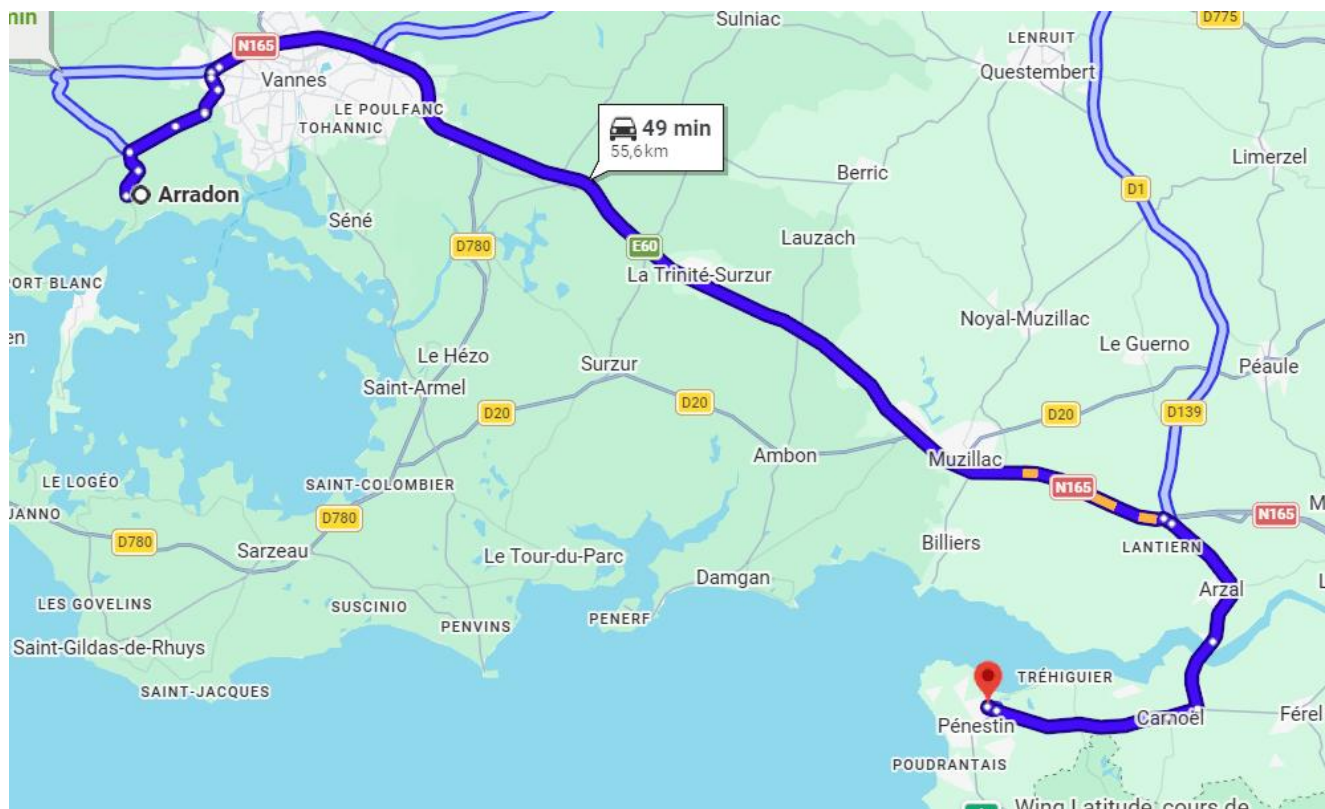 min
N165
Vannes
LE POULFANC
TOHANNIC
Sulniac
D775
LENRUIT
Questembert
49 min
55,6 km
Limerzel
Berric
D1
Arradon
Séné
D780
E60
Lauzach
La Trinité-Surzur
PORT BLANC
en
Noyal-Muzillac
Le Guerno
Péaule
Le Hézo
Surzur
Saint-Armel
D20
D20
D20
D139
Ambon
Muzillac
LE LOGÉO
SAINT-COLOMBIER
N165
N165
M
JANNO
D780
D780
Sarzeau
Le Tour-du-Parc
Billiers
LANTIERN
Damgan
Arzal
L
LES GOVELINS
SUSCINIO
PENVINS
PENERF
Saint-Gildas-de-Rhuys
SAINT-JACQUES
TRÉHIGUIER
Pénestin
Camoël
Férel
POUDRANTAIS
Wing Latitude, cours de